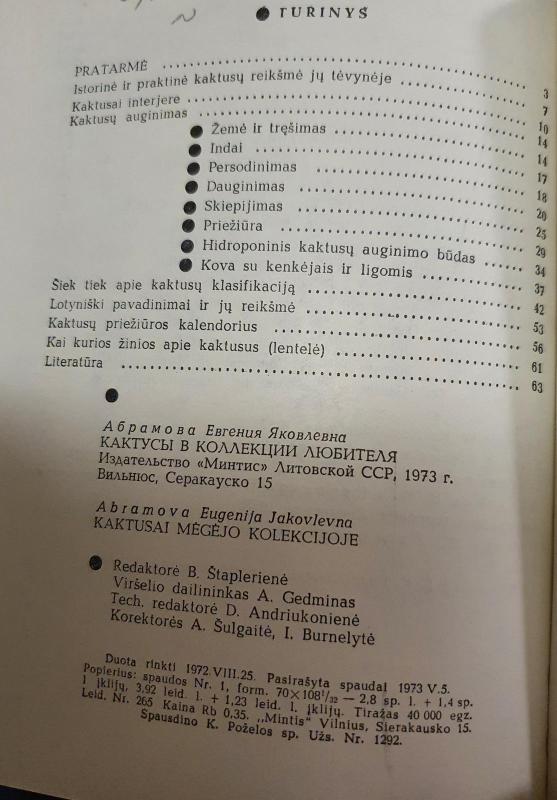 ● TURINYS
PRATARMĖ 3
Istorinė ir praktinė kaktusų reikšmė jų tėvynėje 7
Kaktusai interjere 10
Kaktusų auginimas 14
● Žemė ir tręšimas 14
● Indai 17
● Persodinimas 18
● Dauginimas 20
● Skiepijimas 25
● Priežiūra 29
● Hidroponinis kaktusų auginimo būdas 34
● Kova su kenkėjais ir ligomis 37
Šiek tiek apie kaktusų klasifikaciją 42
Lotyniški pavadinimai ir jų reikšmė 53
Kaktusų priežiūros kalendorius 56
Kai kurios žinios apie kaktusus (lentelė) 61
Literatūra 63
Абрамова Евгения Яковлевна
КАКТУСЫ В КОЛЛЕКЦИИ ЛЮБИТЕЛЯ
Издательство «Минтис» Литовской ССР, 1973 г.
Вильнюс, Серакауско 15
Abramova Eugenija Jakovlevna
KAKTUSAI MĖGĖJO KOLEKCIJOJE
● Redaktorė B. Štaplerienė
Viršelio dailininkas A. Gedminas
Tech. redaktorė D. Andriukonienė
Korektorės A. Šulgaitė, I. Burnelytė
Duota rinkti 1972.VIII.25. Pasirašyta spaudai 1973 V.5.
Popierius: spaudos Nr. 1, form. 70×108¹/₃₂ — 2,8 sp. l. + 1,4 sp.
l įklijų, 3,92 leid. l. + 1,23 leid. l. įklijų. Tiražas 40 000 egz.
Leid. Nr. 265 Kaina Rb 0,35. „Mintis" Vilnius, Sierakausko 15.
Spausdino K. Poželos sp. Užs. Nr. 1292.